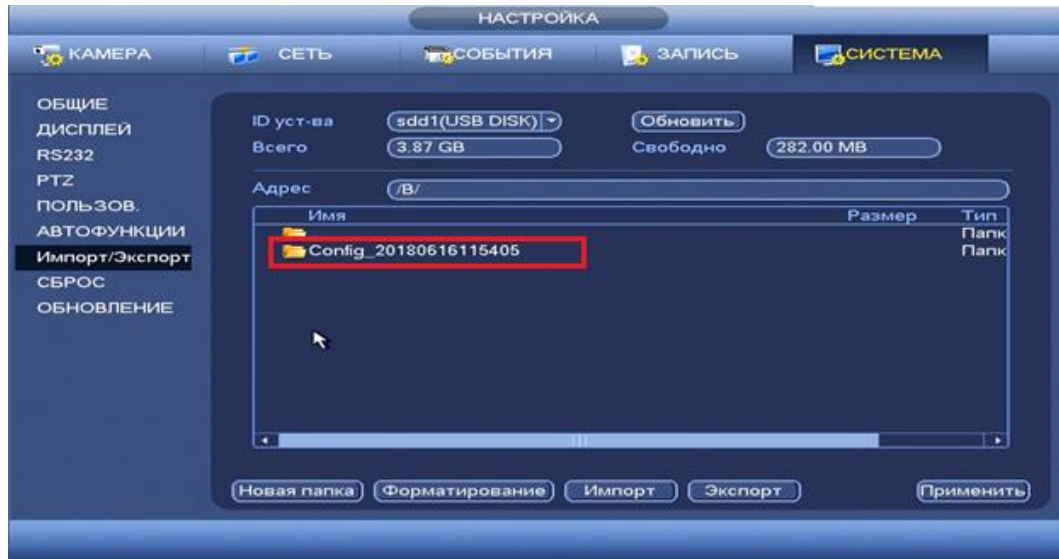 НАСТРОЙКА
КАМЕРА СЕТЬ СОБЫТИЯ ЗАПИСЬ СИСТЕМА
ОБЩИЕ
ДИСПЛЕЙ
RS232
PTZ
ПОЛЬЗОВ.
АВТОФУНКЦИИ
Импорт/Экспорт
СБРОС
ОБНОВЛЕНИЕ
ID уст-ва sdd1(USB DISK) Обновить
Всего 3.87 GB Свободно 282.00 MB
Адрес /B/
Имя Размер Тип
Папк
Config_20180616115405 Папк
Новая папка Форматирование Импорт Экспорт Применить